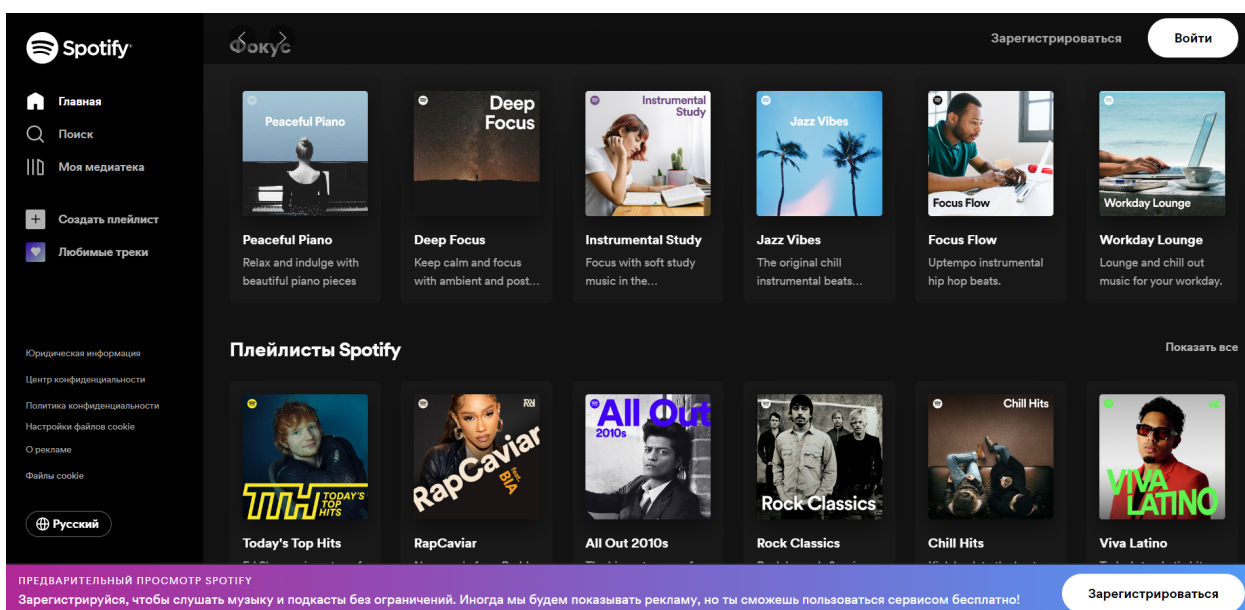 Spotify
Главная
Поиск
Моя медиатека
Создать плейлист
Любимые треки
Юридическая информация
Центр конфиденциальности
Политика конфиденциальности
Настройки файлов cookie
О рекламе
Файлы cookie
Русский
Фокус
Зарегистрироваться
Войти
Peaceful Piano
Deep
Focus
Instrumental
Study
Jazz Vibes
Focus Flow
Workday Lounge
Peaceful Piano
Relax and indulge with
beautiful piano pieces
Deep Focus
Keep calm and focus
with ambient and post...
Instrumental Study
Focus with soft study
music in the...
Jazz Vibes
The original chill
instrumental beats...
Focus Flow
Uptempo instrumental
hip hop beats.
Workday Lounge
Lounge and chill out
music for your workday.
Плейлисты Spotify
Показать все
TTH TODAY'S
TOP
HITS
RapCaviar
feat.
BIA
All Out
2010s
Rock Classics
Chill Hits
VIVA
LATINO
Today's Top Hits
RapCaviar
All Out 2010s
Rock Classics
Chill Hits
Viva Latino
ПРЕДВАРИТЕЛЬНЫЙ ПРОСМОТР SPOTIFY
Зарегистрируйся, чтобы слушать музыку и подкасты без ограничений. Иногда мы будем показывать рекламу, но ты сможешь пользоваться сервисом бесплатно!
Зарегистрироваться